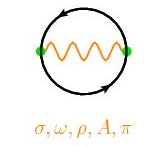 σ, ω, ρ, A, π